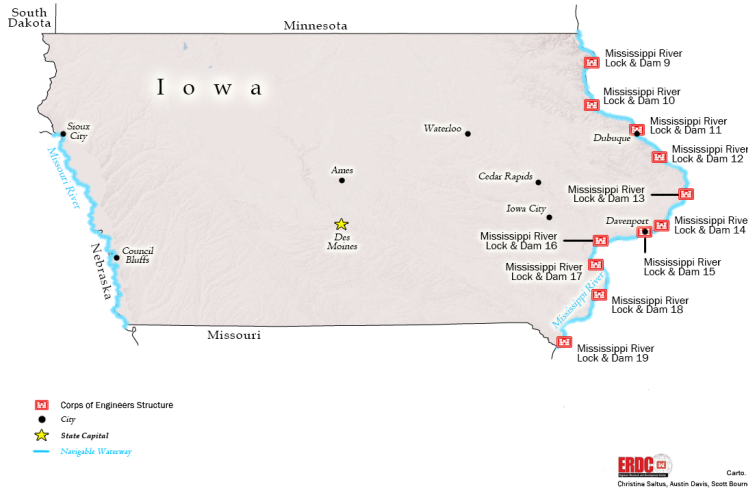 South
Dakota
Minnesota
Iowa
Mississippi River
Lock & Dam 9
Mississippi River
Lock & Dam 10
Mississippi River
Lock & Dam 11
Dubuque
Mississippi River
Lock & Dam 12
Sioux
City
Waterloo
Missouri River
Ames
Cedar Rapids
Mississippi River
Lock & Dam 13
Iowa City
Davenport
Mississippi River
Lock & Dam 14
Des
Moines
Mississippi River
Lock & Dam 16
Council
Bluffs
Nebraska
Mississippi River
Lock & Dam 15
Mississippi River
Lock & Dam 17
Mississippi River
Mississippi River
Lock & Dam 18
Missouri
Mississippi River
Lock & Dam 19
Corps of Engineers Structure
City
State Capital
Navigable Waterway
ERDC
Carto.
Christina Saltus, Austin Davis, Scott Bourn